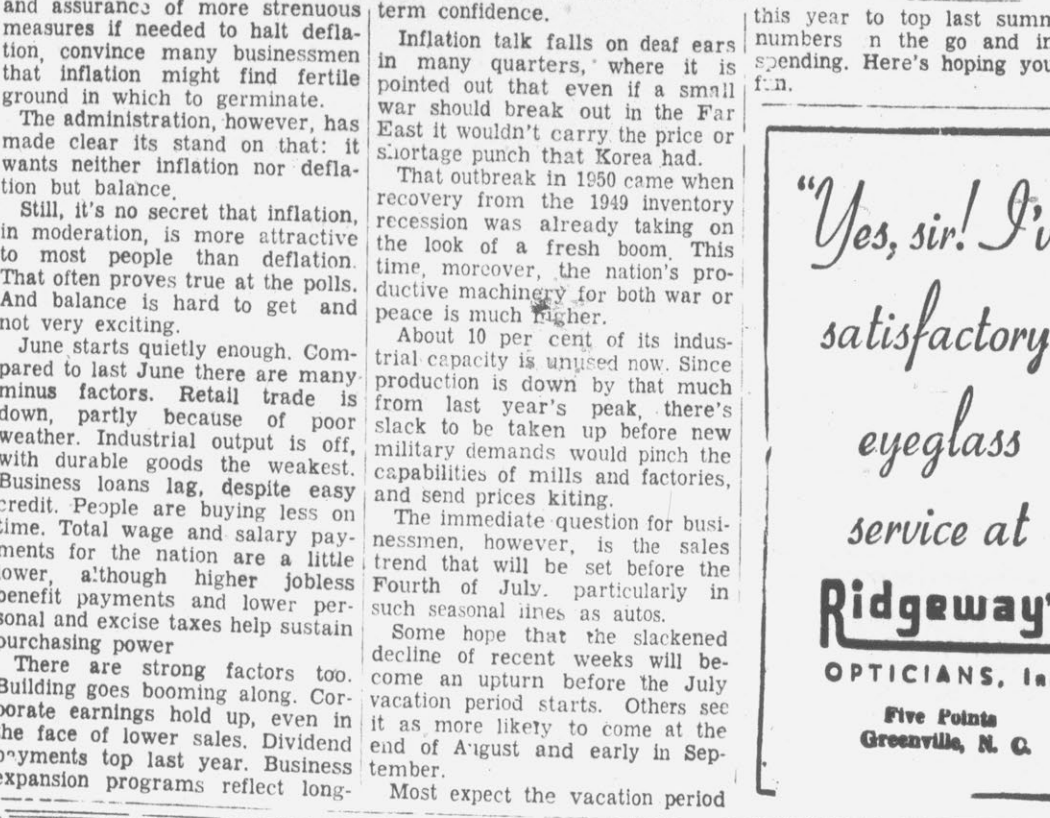 and assurance of more strenuous
measures if needed to halt defla-
tion, convince many businessmen
that inflation might find fertile
ground in which to germinate.
The administration, however, has
made clear its stand on that: it
wants neither inflation nor defla-
tion but balance.
Still, it's no secret that inflation,
in moderation, is more attractive
to most people than deflation.
That often proves true at the polls.
And balance is hard to get and
not very exciting.
June starts quietly enough. Com-
pared to last June there are many
minus factors. Retail trade is
down, partly because of poor
weather. Industrial output is off,
with durable goods the weakest.
Business loans lag, despite easy
credit. People are buying less on
time. Total wage and salary pay-
ments for the nation are a little
lower, although higher jobless
benefit payments and lower per-
sonal and excise taxes help sustain
purchasing power
There are strong factors too.
Building goes booming along. Cor-
porate earnings hold up, even in
the face of lower sales. Dividend
payments top last year. Business
expansion programs reflect long-
term confidence.
Inflation talk falls on deaf ears
in many quarters, where it is
pointed out that even if a small
war should break out in the Far
East it wouldn't carry the price or
shortage punch that Korea had.
That outbreak in 1950 came when
recovery from the 1949 inventory
recession was already taking on
the look of a fresh boom. This
time, moreover, the nation's pro-
ductive machinery for both war or
peace is much higher.
About 10 per cent of its indus-
trial capacity is unused now. Since
production is down by that much
from last year's peak, there's
slack to be taken up before new
military demands would pinch the
capabilities of mills and factories,
and send prices kiting.
The immediate question for busi-
nessmen, however, is the sales
trend that will be set before the
Fourth of July. particularly in
such seasonal lines as autos.
Some hope that the slackened
decline of recent weeks will be-
come an upturn before the July
vacation period starts. Others see
it as more likely to come at the
end of August and early in Sep-
tember.
Most expect the vacation period
this year to top last summ
numbers n the go and in
spending. Here's hoping you
fun.
"Yes, sir! I'v
satisfactory
eyeglass
service at
Ridgeway'
OPTICIANS, In
Five Points
Greenville, N. C.